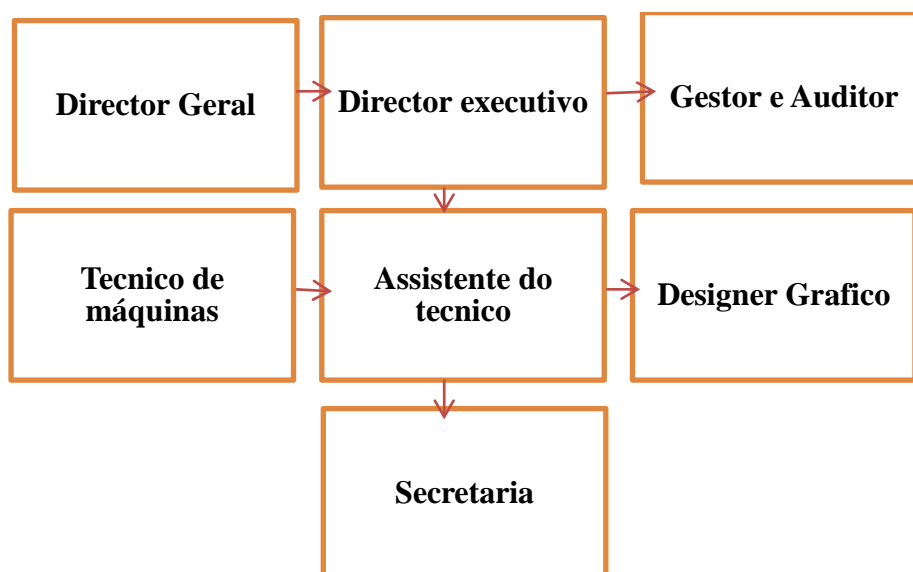 Director Geral
Director executivo
Gestor e Auditor
Tecnico de
máquinas
Assistente do
tecnico
Designer Grafico
Secretaria